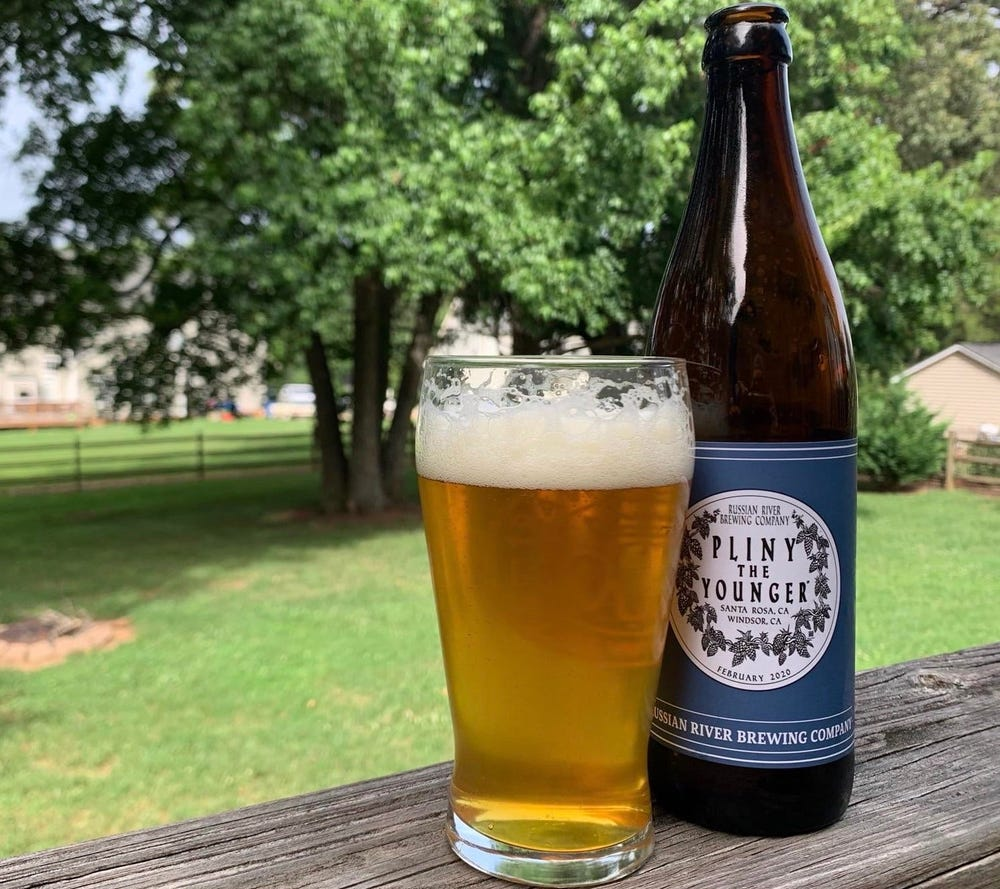 RUSSIAN RIVER
BREWING COMPANY
PLINY
THE
YOUNGER
SANTA ROSA, CA
WINDSOR, CA
FEBRUARY 2020
RUSSIAN RIVER BREWING COMPANY